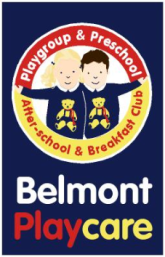 Playgroup & Preschool
After-school & Breakfast Club
Belmont
Playcare